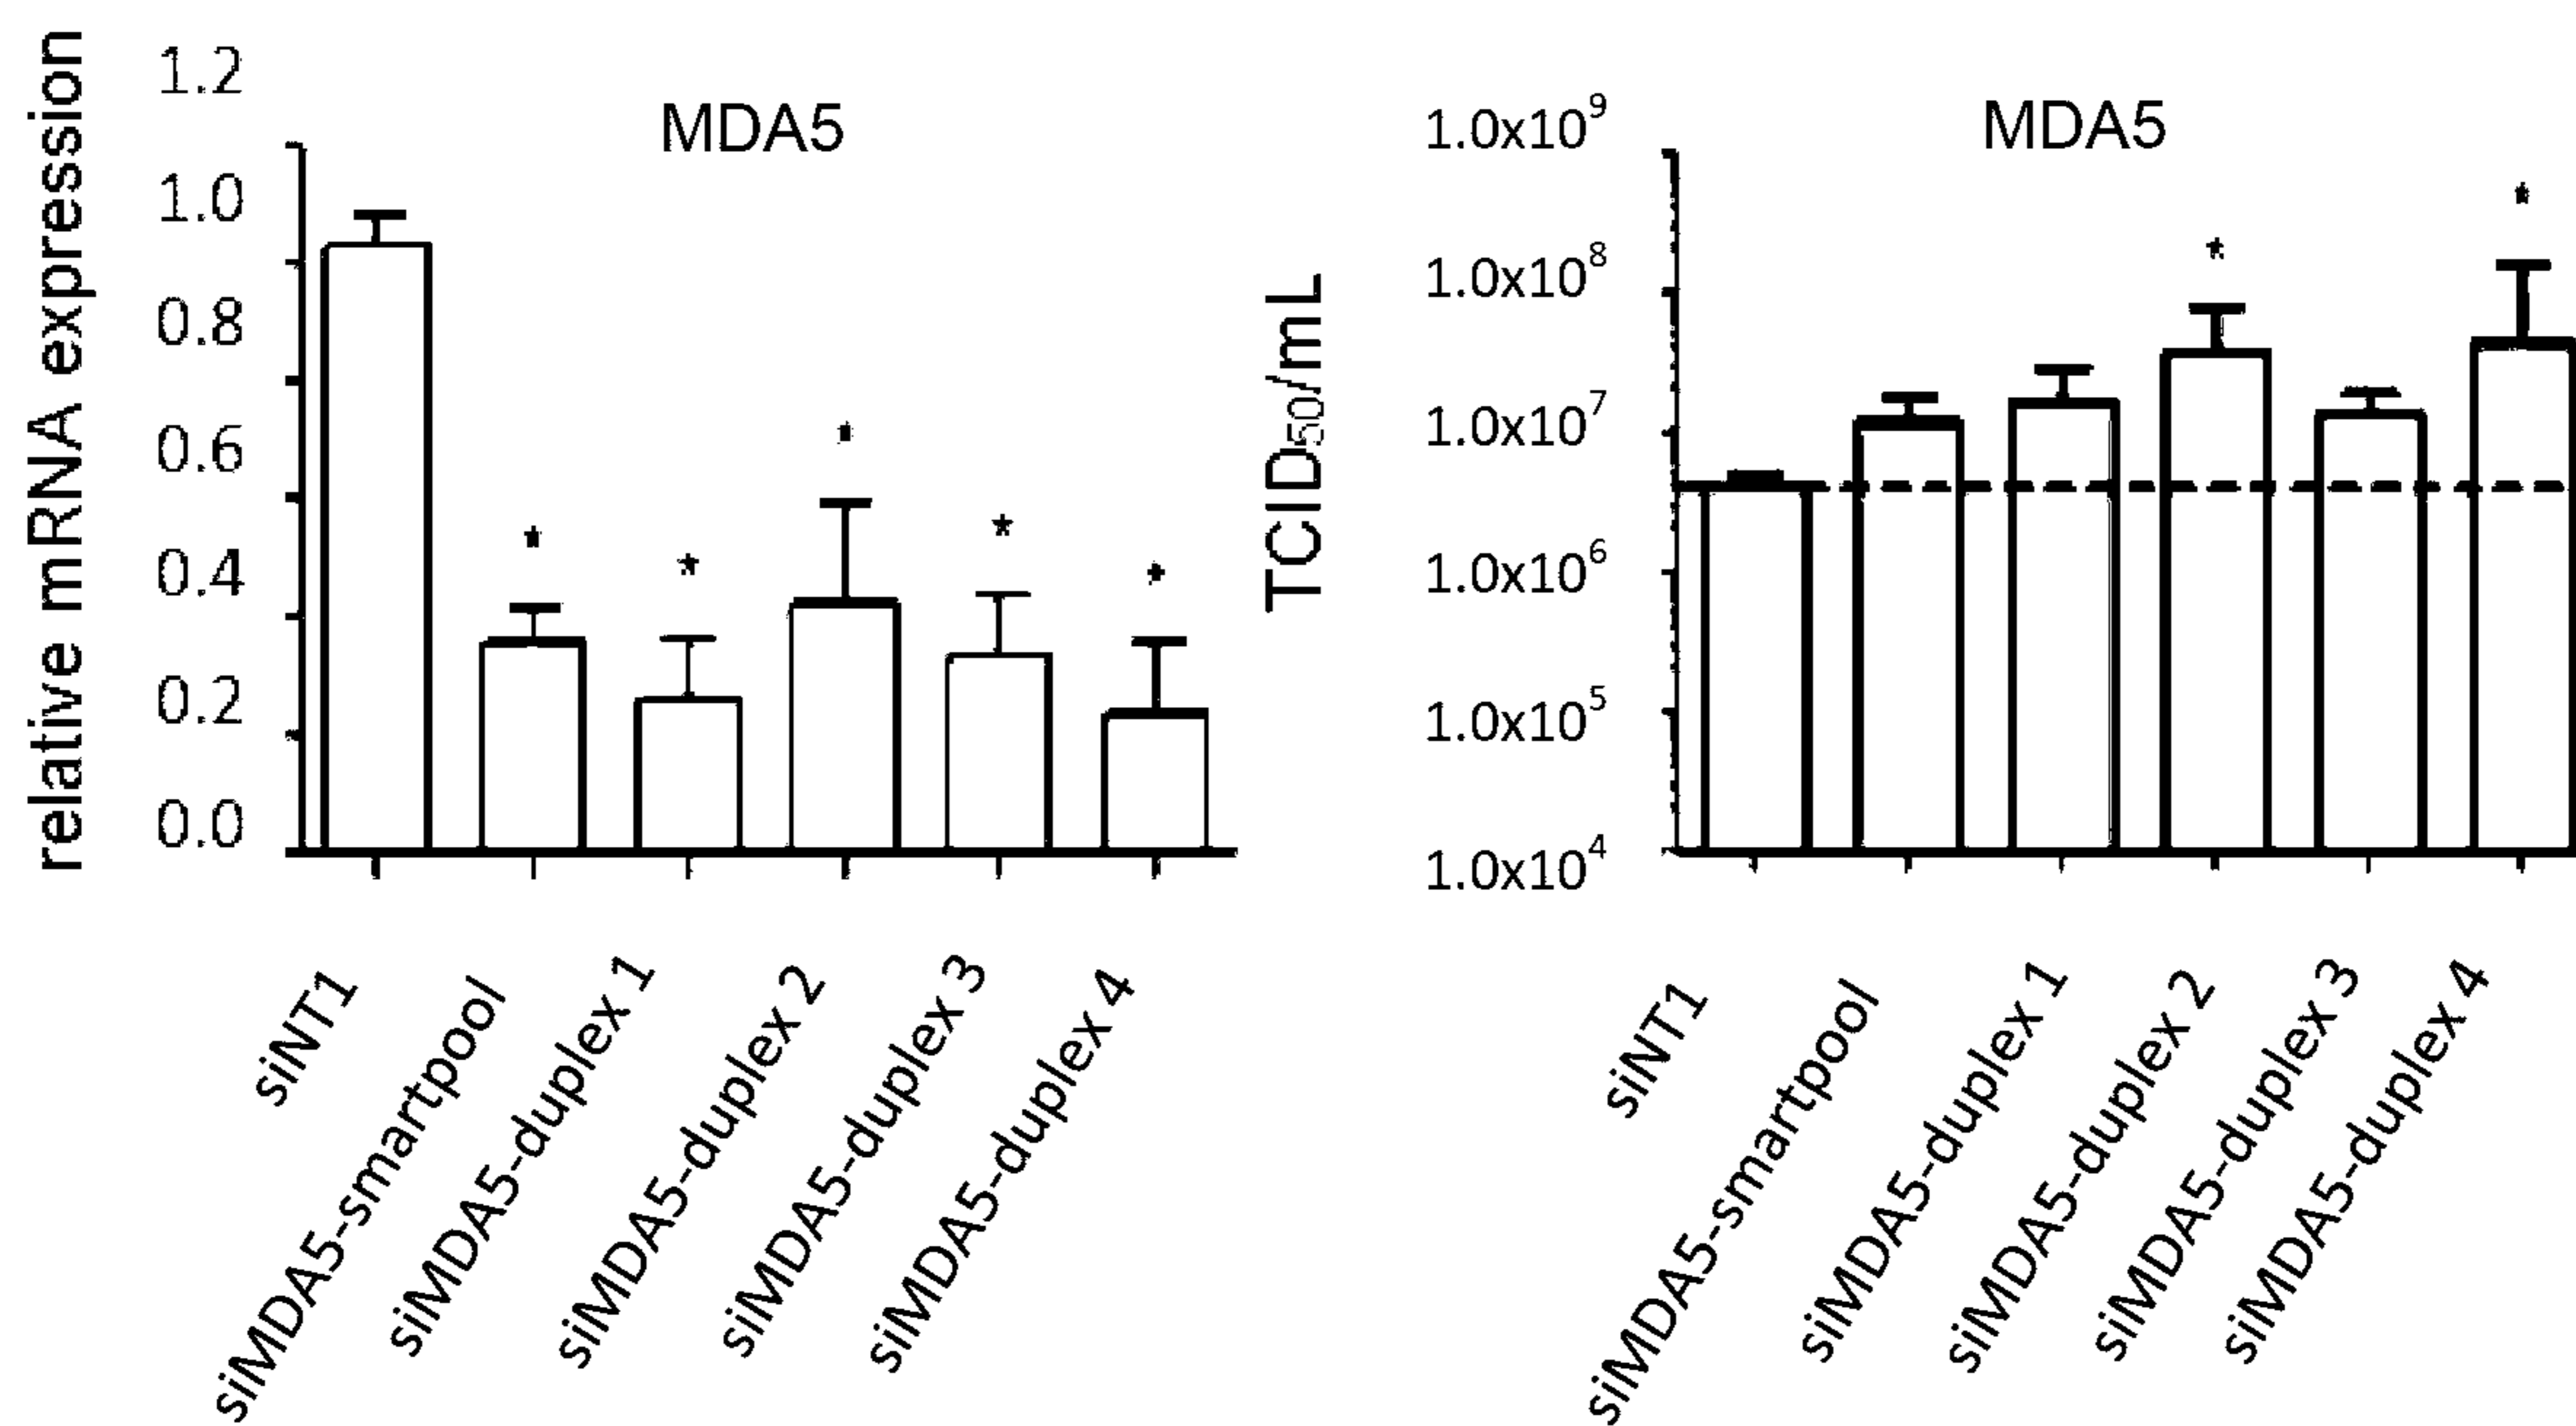 relative mRNA expression
1.2
1.0
0.8
0.6
0.4
0.2
0.0
MDA5
*
*
*
*
*
siNT1
siMDA5-smartpool
siMDA5-duplex 1
siMDA5-duplex 2
siMDA5-duplex 3
siMDA5-duplex 4
TCID₅₀/mL
1.0x10⁹
1.0x10⁸
1.0x10⁷
1.0x10⁶
1.0x10⁵
1.0x10⁴
MDA5
*
*
siNT1
siMDA5-smartpool
siMDA5-duplex 1
siMDA5-duplex 2
siMDA5-duplex 3
siMDA5-duplex 4